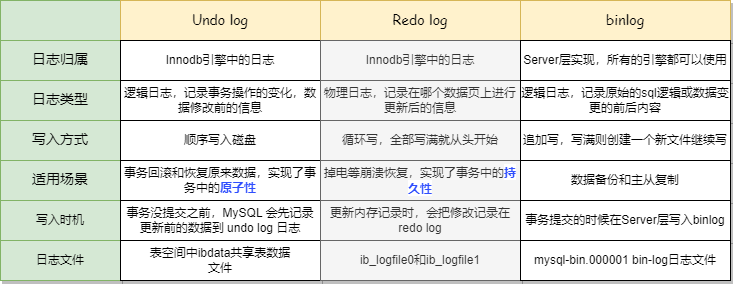 Undo log
Redo log
binlog
日志归属
Innodb引擎中的日志
Innodb引擎中的日志
Server层实现，所有的引擎都可以使用
日志类型
逻辑日志，记录事务操作的变化，数
据修改前的信息
物理日志，记录在哪个数据页上进行
更新后的信息
逻辑日志，记录原始的sql逻辑或数据变
更的前后内容
写入方式
顺序写入磁盘
循环写，全部写满就从头开始
追加写，写满则创建一个新文件继续写
适用场景
事务回滚和恢复原来数据，实现了事
务中的原子性
掉电等崩溃恢复，实现了事务中的持
久性
数据备份和主从复制
写入时机
事务没提交之前，MySQL 会先记录
更新前的数据到 undo log 日志
更新内存记录时，会把修改记录在
redo log
事务提交的时候在Server层写入binlog
日志文件
表空间中ibdata共享表数据
文件
ib_logfile0和ib_logfile1
mysql-bin.000001 bin-log日志文件